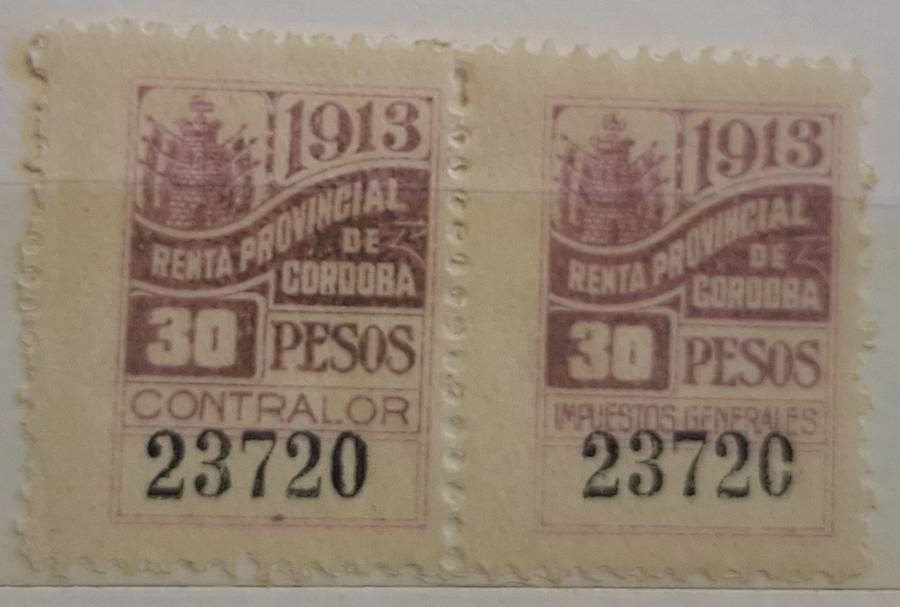 1913
RENTA PROVINCIAL
DE
CORDOBA
30 PESOS
CONTRALOR
23720
1913
RENTA PROVINCIAL
DE
CORDOBA
30 PESOS
IMPUESTOS GENERALES
23720